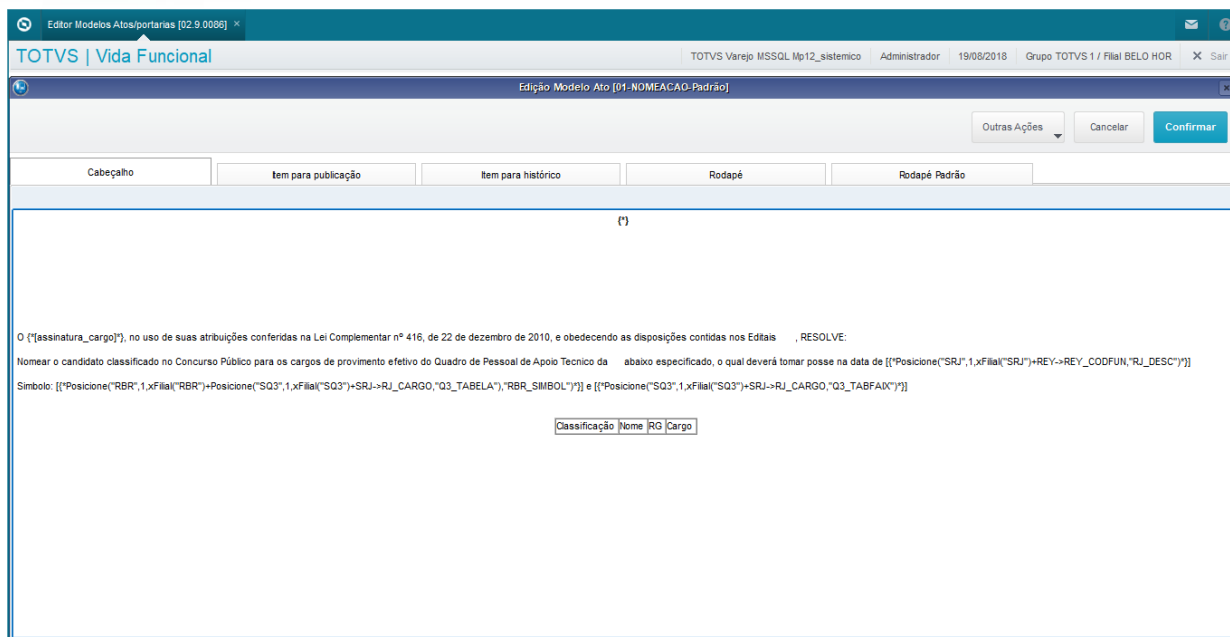 Editor Modelos Atos/portarias [02.9.0086] ×
TOTVS | Vida Funcional
TOTVS Varejo MSSQL Mp12_sistemico Administrador 19/08/2018 Grupo TOTVS 1 / Filial BELO HOR X Sair
Edição Modelo Ato [01-NOMEACAO-Padrão]
Outras Ações Cancelar Confirmar
Cabeçalho Item para publicação Item para histórico Rodapé Rodapé Padrão
{*}
O {*[assinatura_cargo]*}, no uso de suas atribuições conferidas na Lei Complementar nº 416, de 22 de dezembro de 2010, e obedecendo as disposições contidas nos Editais , RESOLVE:
Nomear o candidato classificado no Concurso Público para os cargos de provimento efetivo do Quadro de Pessoal de Apoio Tecnico da abaixo especificado, o qual deverá tomar posse na data de [{*Posicione("SRJ",1,xFilial("SRJ")+REY->REY_CODFUN,"RJ_DESC")*}]
Simbolo: [{*Posicione("RBR",1,xFilial("RBR")+Posicione("SQ3",1,xFilial("SQ3")+SRJ->RJ_CARGO,"Q3_TABELA"),"RBR_SIMBOL")*}] e [{*Posicione("SQ3",1,xFilial("SQ3")+SRJ->RJ_CARGO,"Q3_TABFAIX")*}]
Classificação Nome RG Cargo